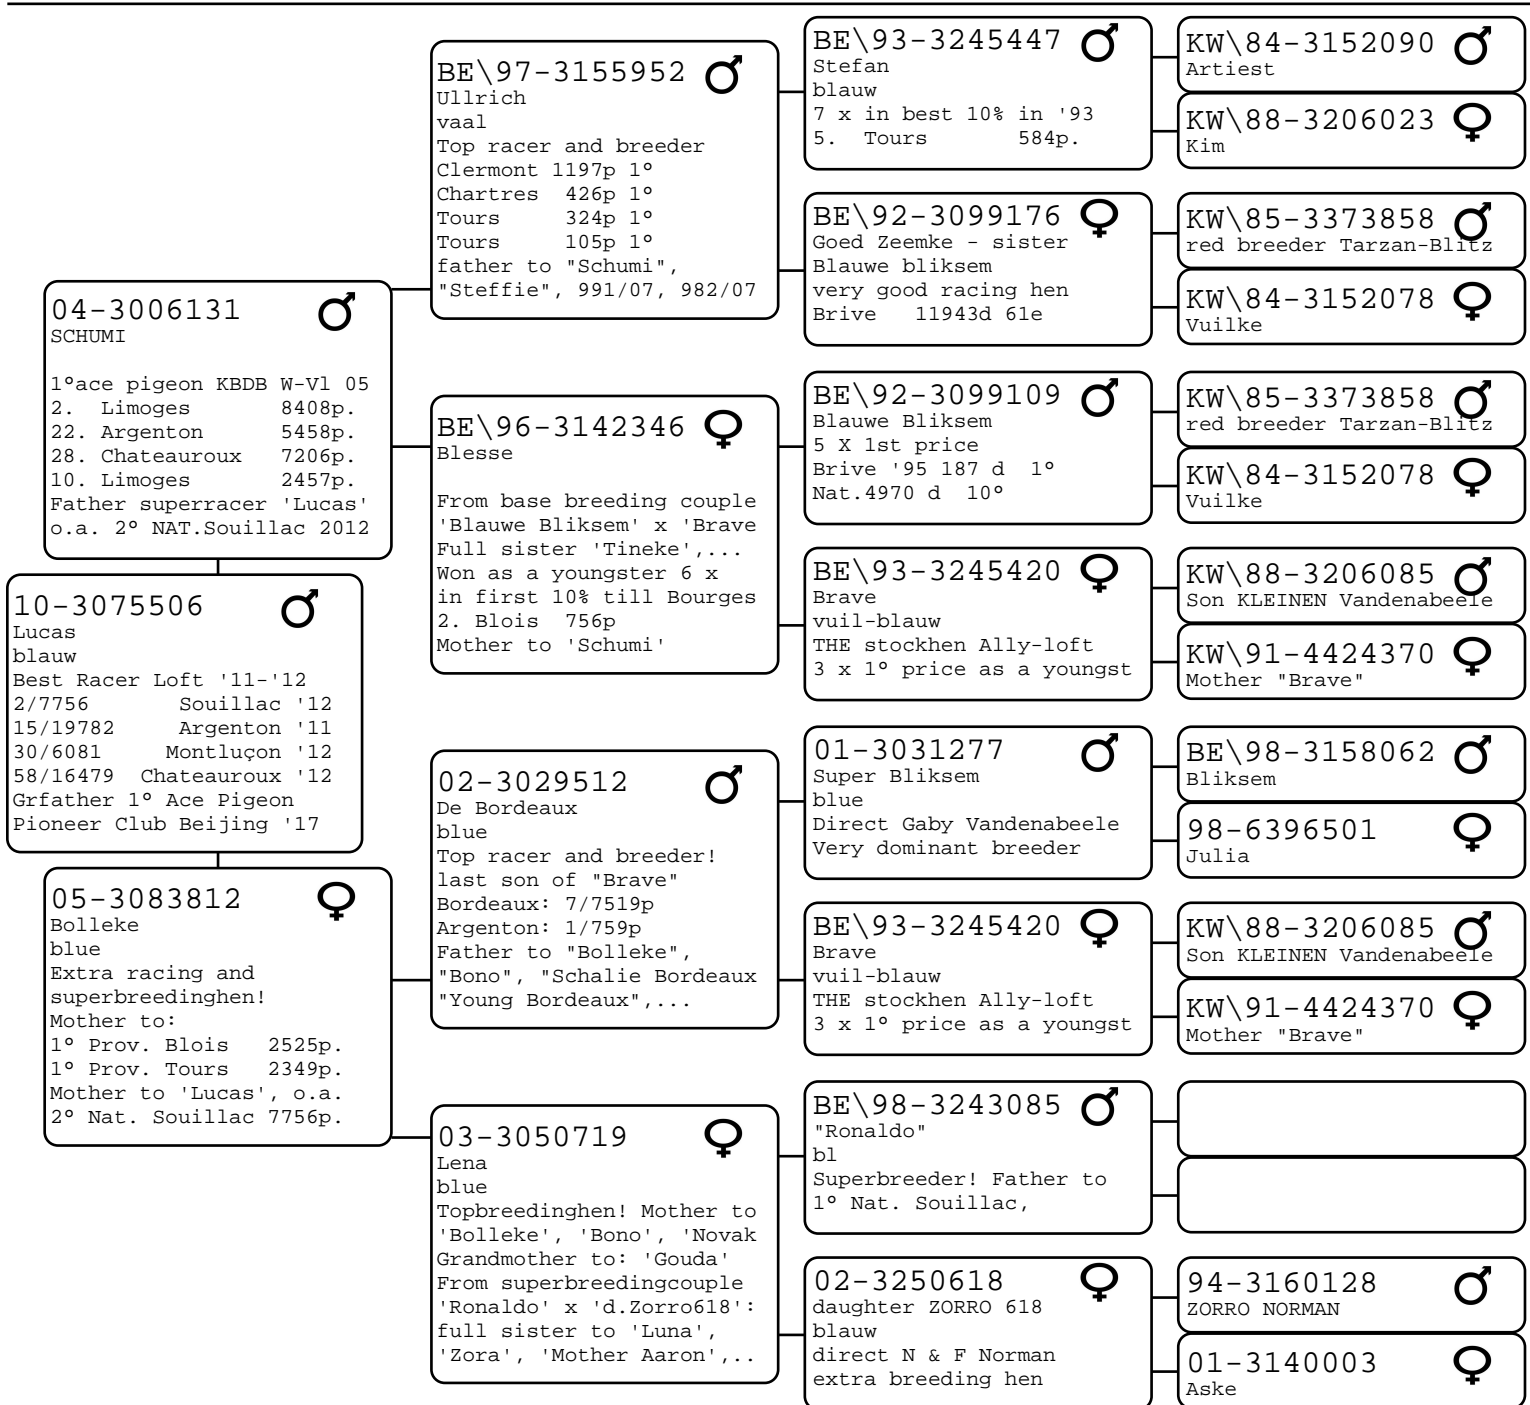 04-3006131
SCHUMI
1°ace pigeon KBDB W-Vl 05
2. Limoges 8408p.
22. Argenton 5458p.
28. Chateauroux 7206p.
10. Limoges 2457p.
Father superracer 'Lucas'
o.a. 2° NAT.Souillac 2012
10-3075506
Lucas
blauw
Best Racer Loft '11-'12
2/7756 Souillac '12
15/19782 Argenton '11
30/6081 Montluçon '12
58/16479 Chateauroux '12
Grfather 1° Ace Pigeon
Pioneer Club Beijing '17
05-3083812
Bolleke
blue
Extra racing and
superbreedinghen!
Mother to:
1° Prov. Blois 2525p.
1° Prov. Tours 2349p.
Mother to 'Lucas', o.a.
2° Nat. Souillac 7756p.
BE\97-3155952
Ullrich
vaal
Top racer and breeder
Clermont 1197p 1°
Chartres 426p 1°
Tours 324p 1°
Tours 105p 1°
father to "Schumi",
"Steffie", 991/07, 982/07
BE\96-3142346
Blesse
From base breeding couple
'Blauwe Bliksem' x 'Brave
Full sister 'Tineke',...
Won as a youngster 6 x
in first 10% till Bourges
2. Blois 756p
Mother to 'Schumi'
02-3029512
De Bordeaux
blue
Top racer and breeder!
last son of "Brave"
Bordeaux: 7/7519p
Argenton: 1/759p
Father to "Bolleke",
"Bono", "Schalie Bordeaux
"Young Bordeaux",...
03-3050719
Lena
blue
Topbreedinghen! Mother to
'Bolleke', 'Bono', 'Novak
Grandmother to: 'Gouda'
From superbreedingcouple
'Ronaldo' x 'd.Zorro618':
full sister to 'Luna',
'Zora', 'Mother Aaron',..
BE\93-3245447
Stefan
blauw
7 x in best 10% in '93
5. Tours 584p.
BE\92-3099176
Goed Zeemke - sister
Blauwe bliksem
very good racing hen
Brive 11943d 61e
BE\92-3099109
Blauwe Bliksem
5 X 1st price
Brive '95 187 d 1°
Nat.4970 d 10°
BE\93-3245420
Brave
vuil-blauw
THE stockhen Ally-loft
3 x 1° price as a youngst
01-3031277
Super Bliksem
blue
Direct Gaby Vandenabeele
Very dominant breeder
BE\93-3245420
Brave
vuil-blauw
THE stockhen Ally-loft
3 x 1° price as a youngst
BE\98-3243085
"Ronaldo"
bl
Superbreeder! Father to
1° Nat. Souillac,
02-3250618
daughter ZORRO 618
blauw
direct N & F Norman
extra breeding hen
KW\84-3152090
Artiest
KW\88-3206023
Kim
KW\85-3373858
red breeder Tarzan-Blitz
KW\84-3152078
Vuilke
KW\85-3373858
red breeder Tarzan-Blitz
KW\84-3152078
Vuilke
KW\88-3206085
Son KLEINEN Vandenabeele
KW\91-4424370
Mother "Brave"
BE\98-3158062
Bliksem
98-6396501
Julia
KW\88-3206085
Son KLEINEN Vandenabeele
KW\91-4424370
Mother "Brave"
94-3160128
ZORRO NORMAN
01-3140003
Aske